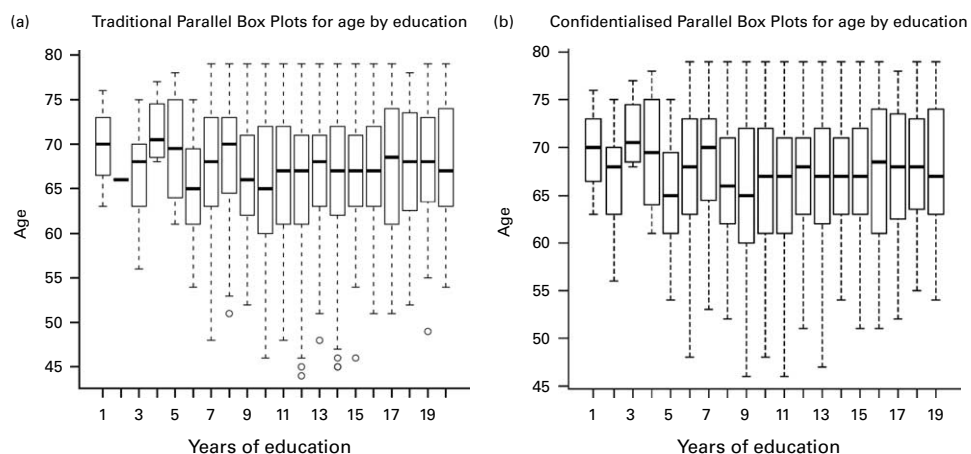 (a) Traditional Parallel Box Plots for age by education
80
75
70
65
60
55
50
45
Age
1 3 5 7 9 11 13 15 17 19
Years of education
(b) Confidentialised Parallel Box Plots for age by education
80
75
70
65
60
55
50
45
Age
1 3 5 7 9 11 13 15 17 19
Years of education